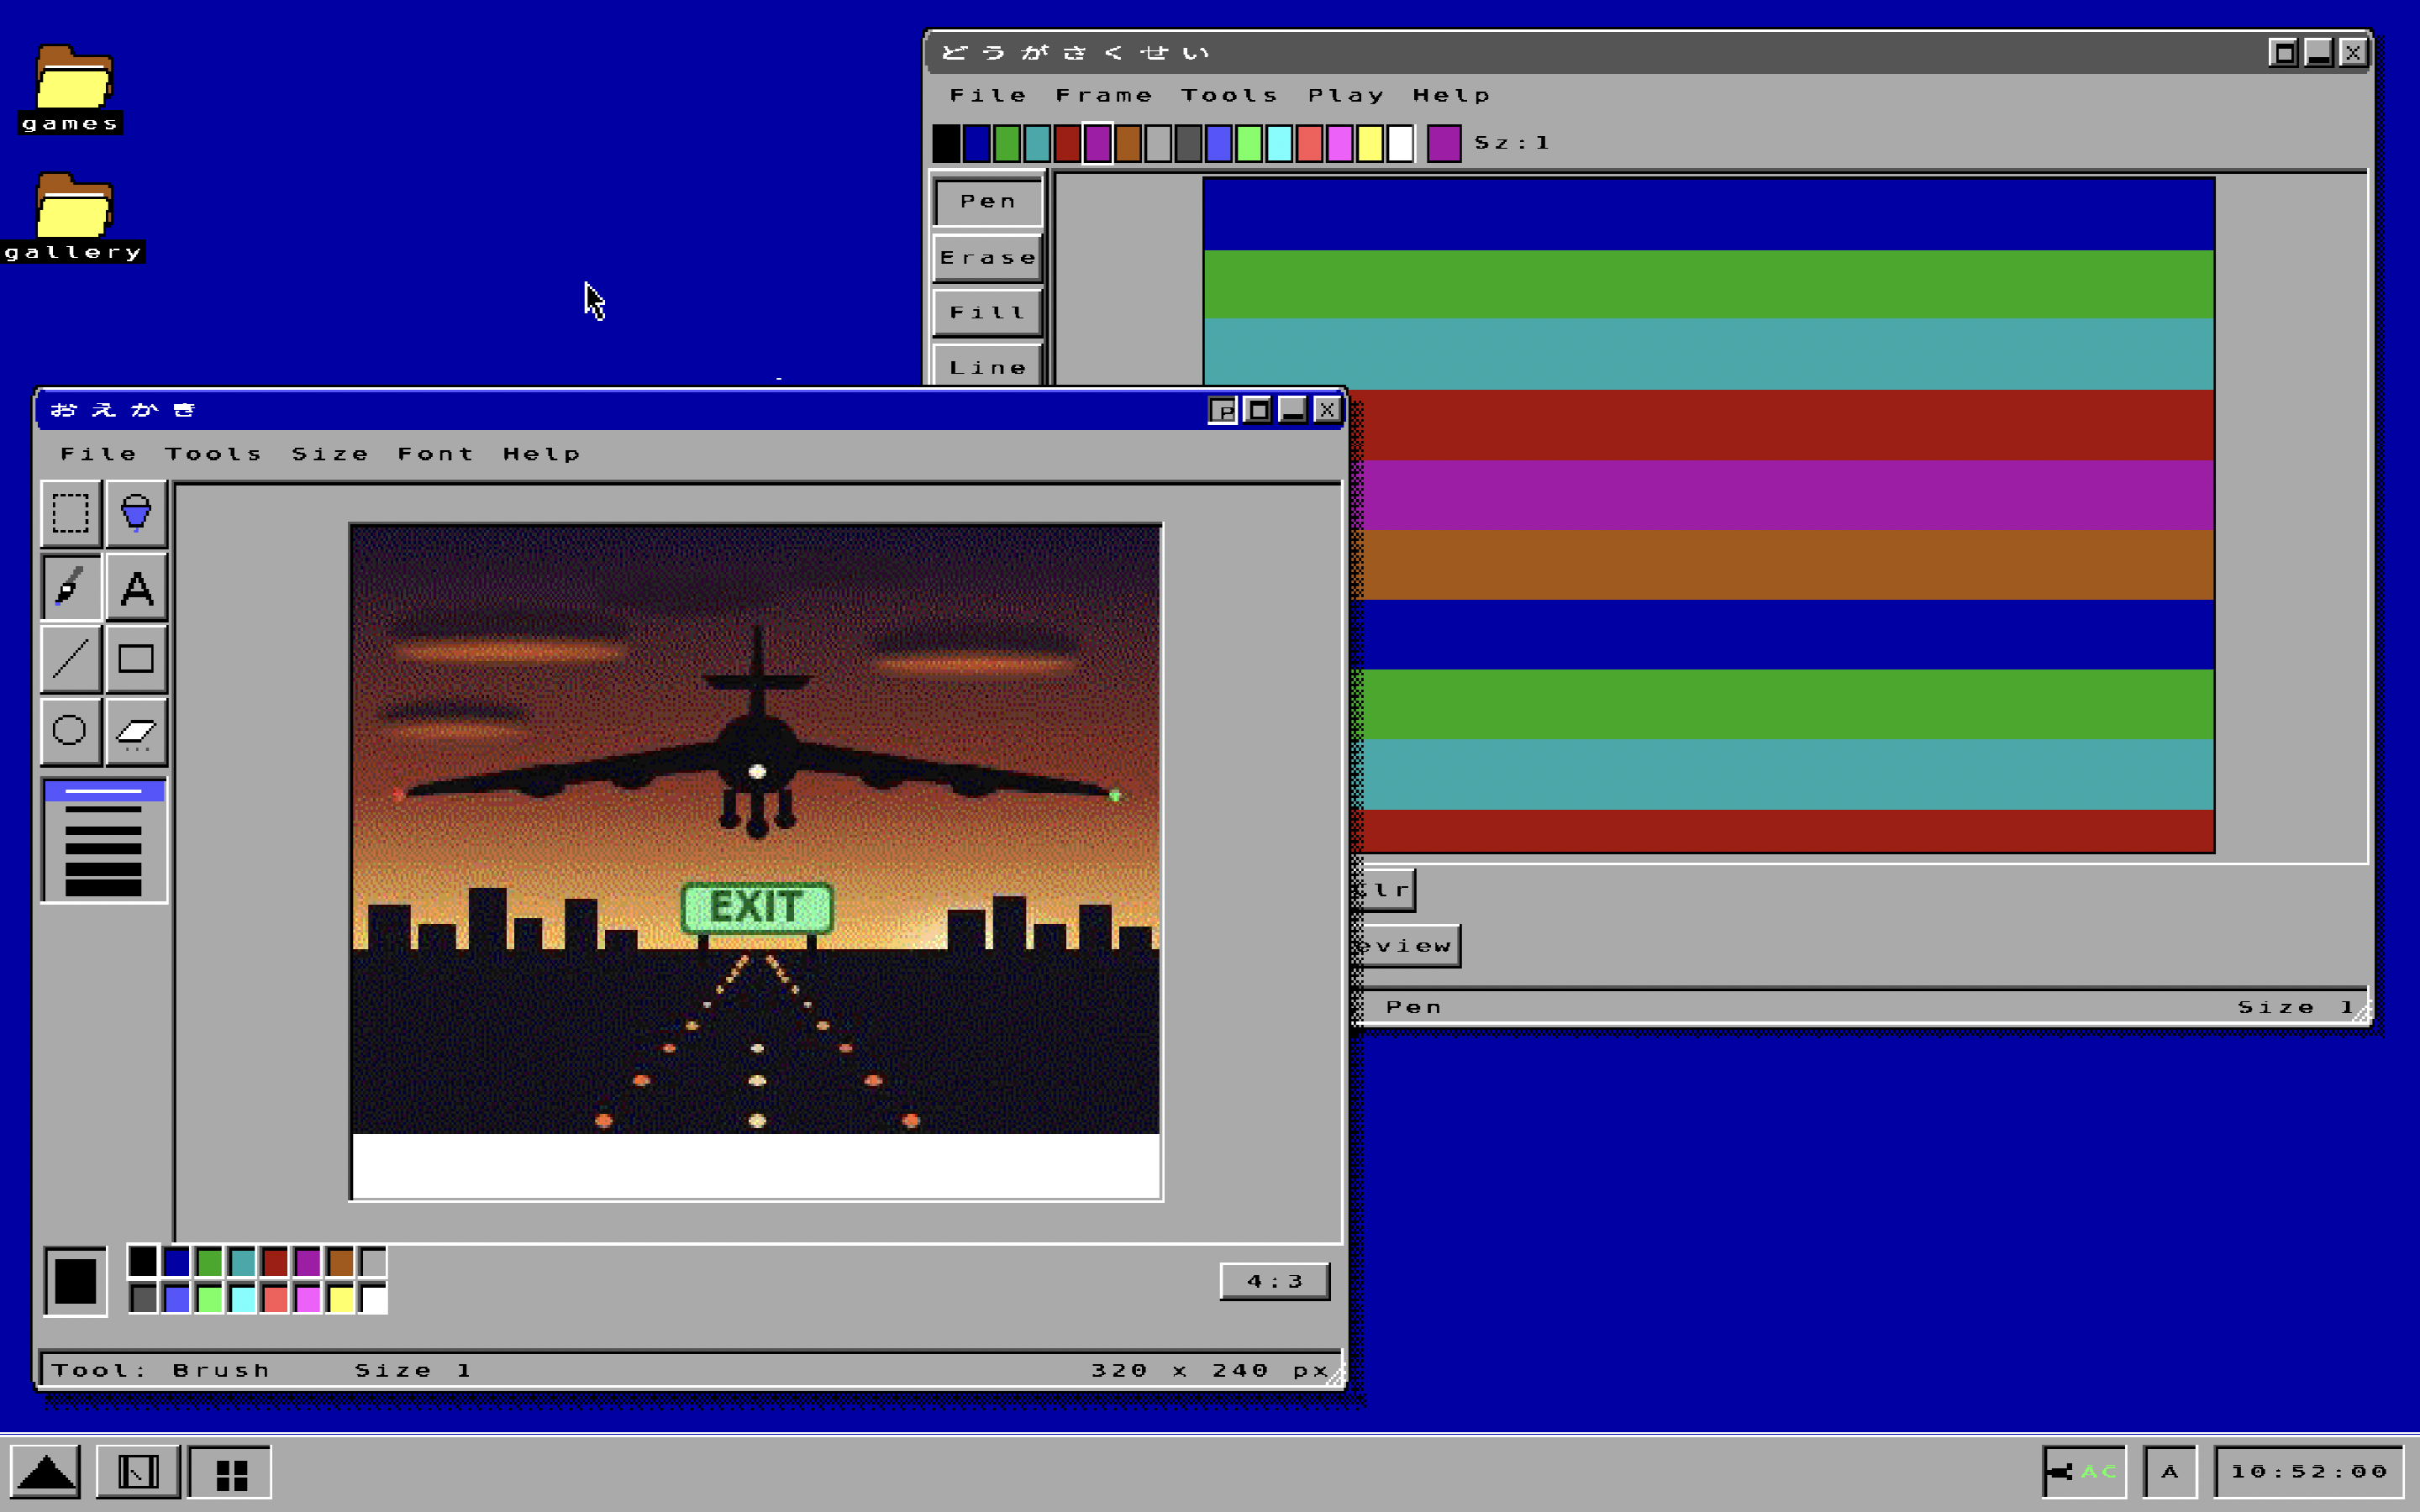 games
gallery
どうがさくせい
File Frame Tools Play Help
Sz:1
Pen
Erase
Fill
Line
おえかき
P
File Tools Size Font Help
A
EXIT
Pen Size 1
4:3
Tool: Brush Size 1 320 x 240 px
AC A 10:52:00